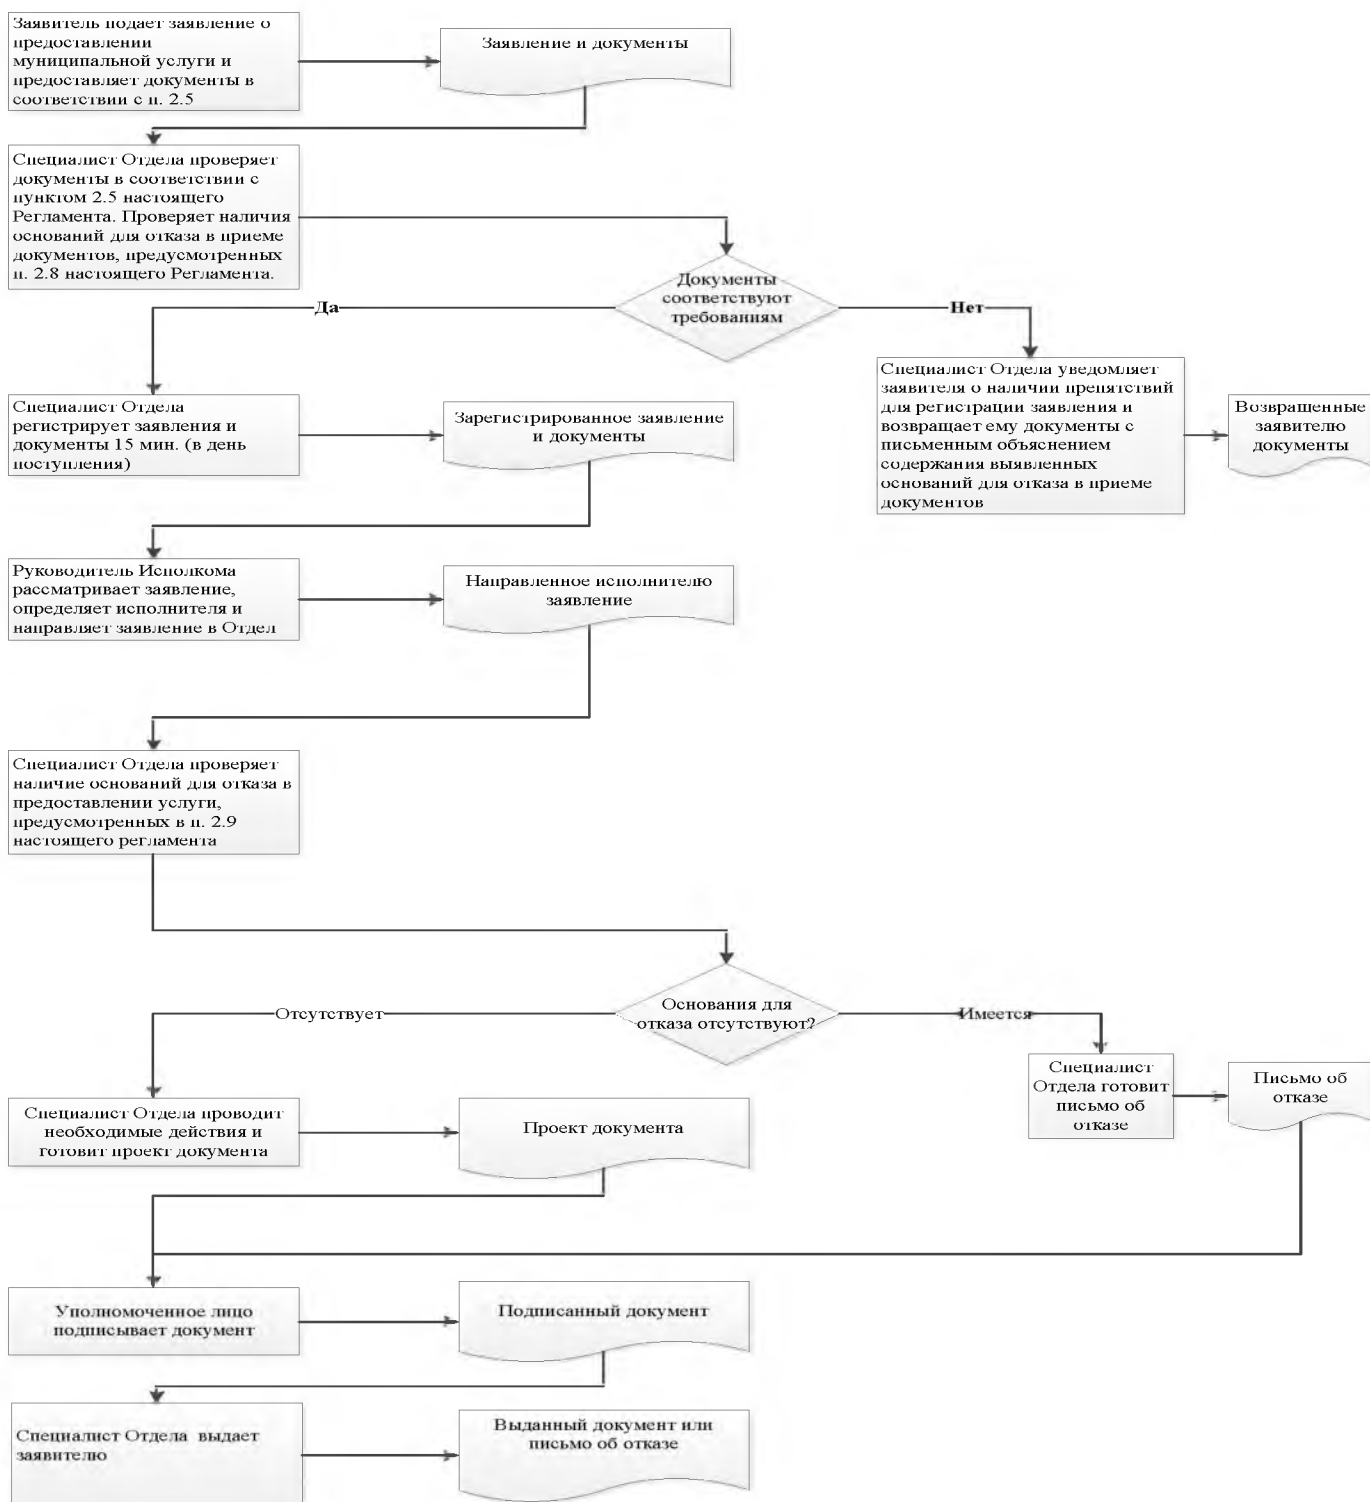 Заявитель подает заявление о
предоставлении
муниципальной услуги и
предоставляет документы в
соответствии с п. 2.5
Заявление и документы
Специалист Отдела проверяет
документы в соответствии с
пунктом 2.5 настоящего
Регламента. Проверяет наличия
оснований для отказа в приеме
документов, предусмотренных
п. 2.8 настоящего Регламента.
Документы
соответствуют
требованиям
Да
Нет
Специалист Отдела
регистрирует заявления и
документы 15 мин. (в день
поступления)
Зарегистрированное заявление
и документы
Специалист Отдела уведомляет
заявителя о наличии препятствий
для регистрации заявления и
возвращает ему документы с
письменным объяснением
содержания выявленных
оснований для отказа в приеме
документов
Возвращенные
заявителю
документы
Руководитель Исполкома
рассматривает заявление,
определяет исполнителя и
направляет заявление в Отдел
Направленное исполнителю
заявление
Специалист Отдела проверяет
наличие оснований для отказа в
предоставлении услуги,
предусмотренных в п. 2.9
настоящего регламента
Основания для
отказа отсутствуют?
Отсутствует
Имеется
Специалист
Отдела готовит
письмо об
отказе
Письмо об
отказе
Специалист Отдела проводит
необходимые действия и
готовит проект документа
Проект документа
Уполномоченное лицо
подписывает документ
Подписанный документ
Специалист Отдела  выдает
заявителю
Выданный документ или
письмо об отказе